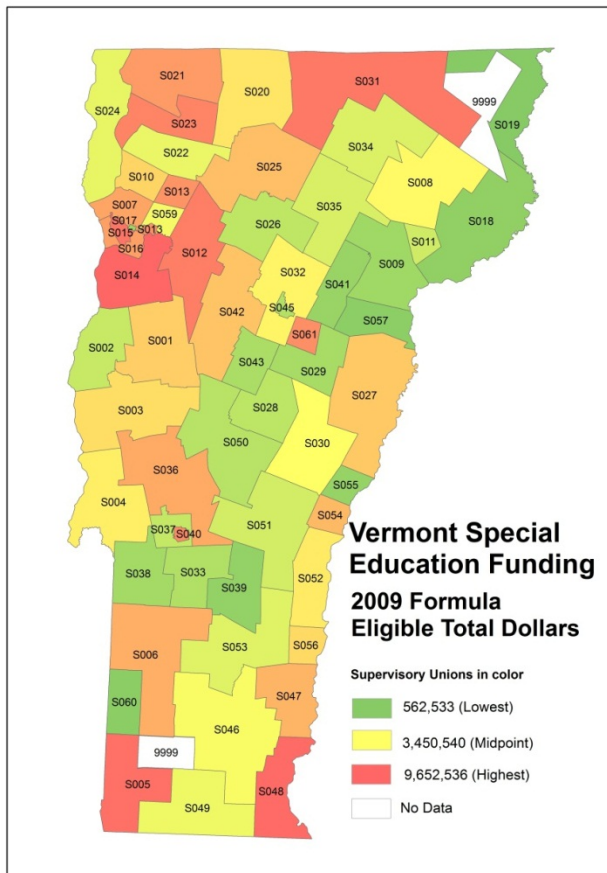 S021
S020
S031
9999
S024
S019
S023
S034
S022
S025
S008
S010
S013
S035
S007
S059
S018
S017
S013
S026
S011
S015
S016
S012
S009
S032
S014
S041
S045
S042
S057
S061
S002
S001
S043
S029
S027
S003
S028
S030
S050
S036
S055
S004
S054
S051
S037
S040
Vermont Special
Education Funding
S038
S033
S039
S052
2009 Formula
Eligible Total Dollars
S056
S053
S006
Supervisory Unions in color
S060
S047
562,533 (Lowest)
S046
3,450,540 (Midpoint)
9999
9,652,536 (Highest)
S005
S048
S049
No Data